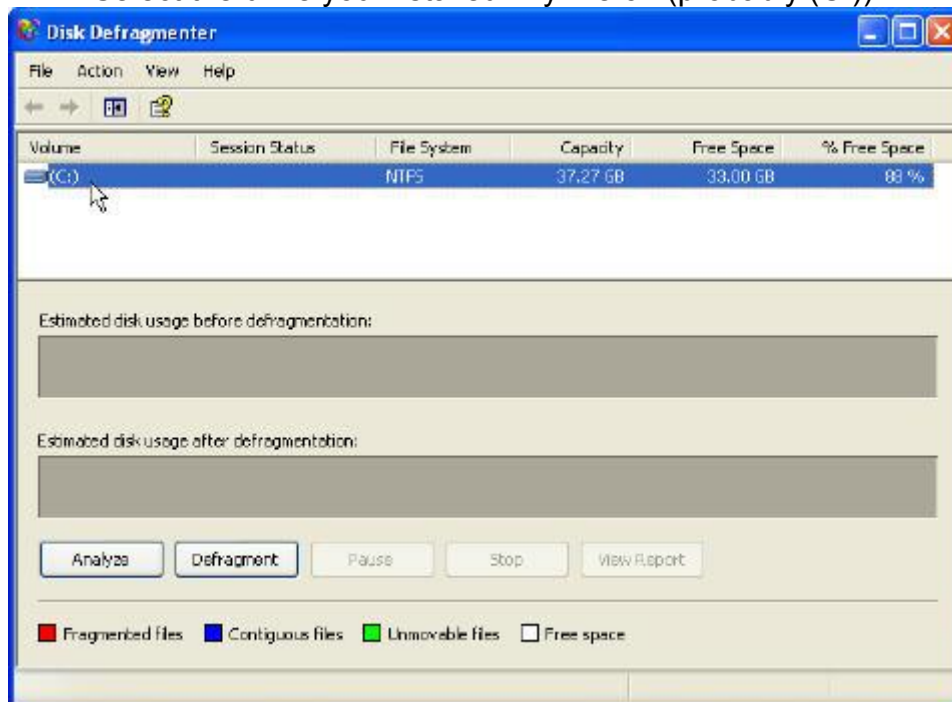 Disk Defragmenter
File Action View Help
Volume Session Status File System Capacity Free Space % Free Space
(C:) NTFS 37.27 GB 33.00 GB 88 %
Estimated disk usage before defragmentation:
Estimated disk usage after defragmentation:
Analyze Defragment Pause Stop View Report
Fragmented files Contiguous files Unmovable files Free space